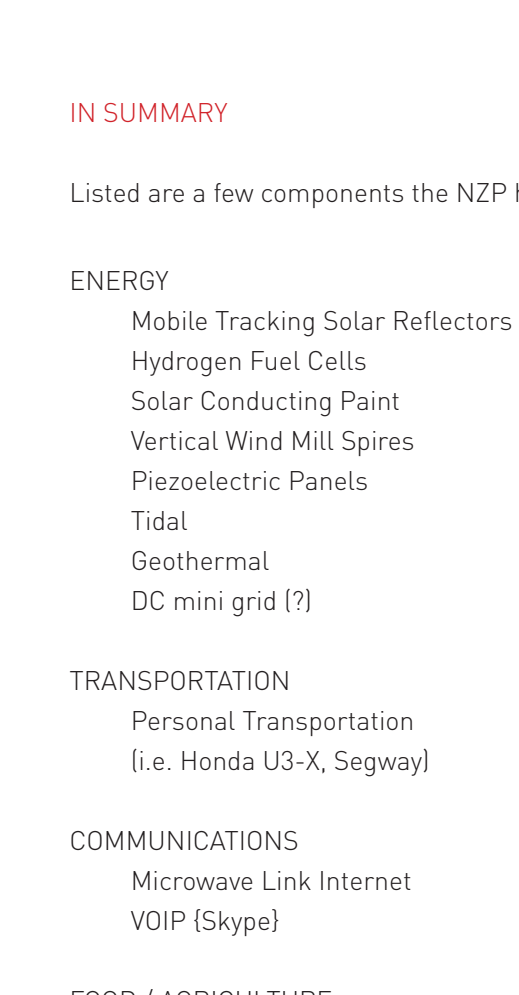 IN SUMMARY
Listed are a few components the NZP
ENERGY
Mobile Tracking Solar Reflectors
Hydrogen Fuel Cells
Solar Conducting Paint
Vertical Wind Mill Spires
Piezoelectric Panels
Tidal
Geothermal
DC mini grid (?)
TRANSPORTATION
Personal Transportation
(i.e. Honda U3-X, Segway)
COMMUNICATIONS
Microwave Link Internet
VOIP {Skype}
FOOD / AGRICULTURE